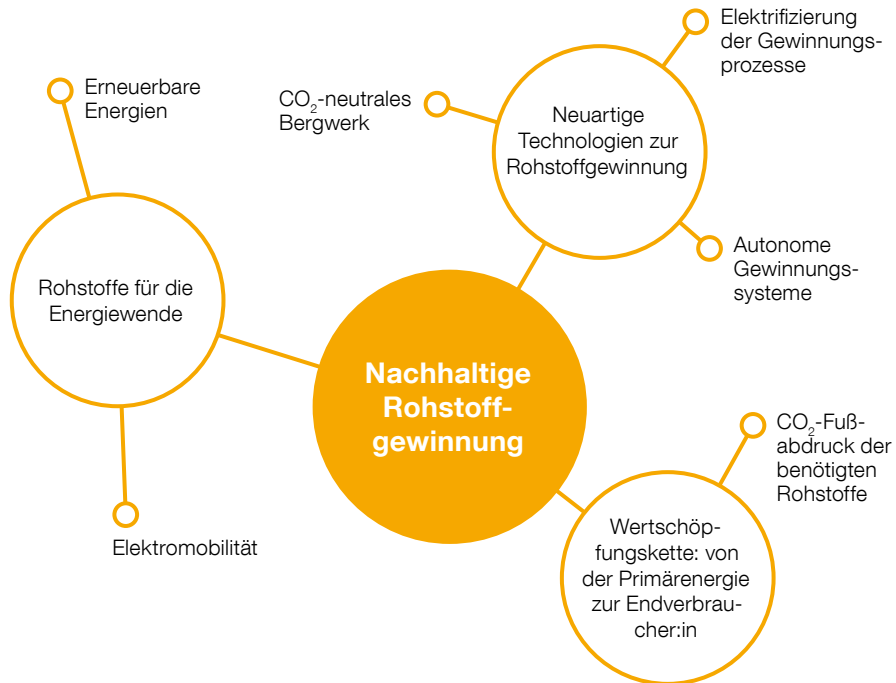 Elektrifizierung
der Gewinnungs-
prozesse
Erneuerbare
Energien
CO₂-neutrales
Bergwerk
Neuartige
Technologien zur
Rohstoffgewinnung
Autonome
Gewinnungs-
systeme
Rohstoffe für die
Energiewende
Nachhaltige
Rohstoff-
gewinnung
CO₂-Fuß-
abdruck der
benötigten
Rohstoffe
Elektromobilität
Wertschöp-
fungskette: von
der Primärenergie
zur Endverbrau-
cher:in